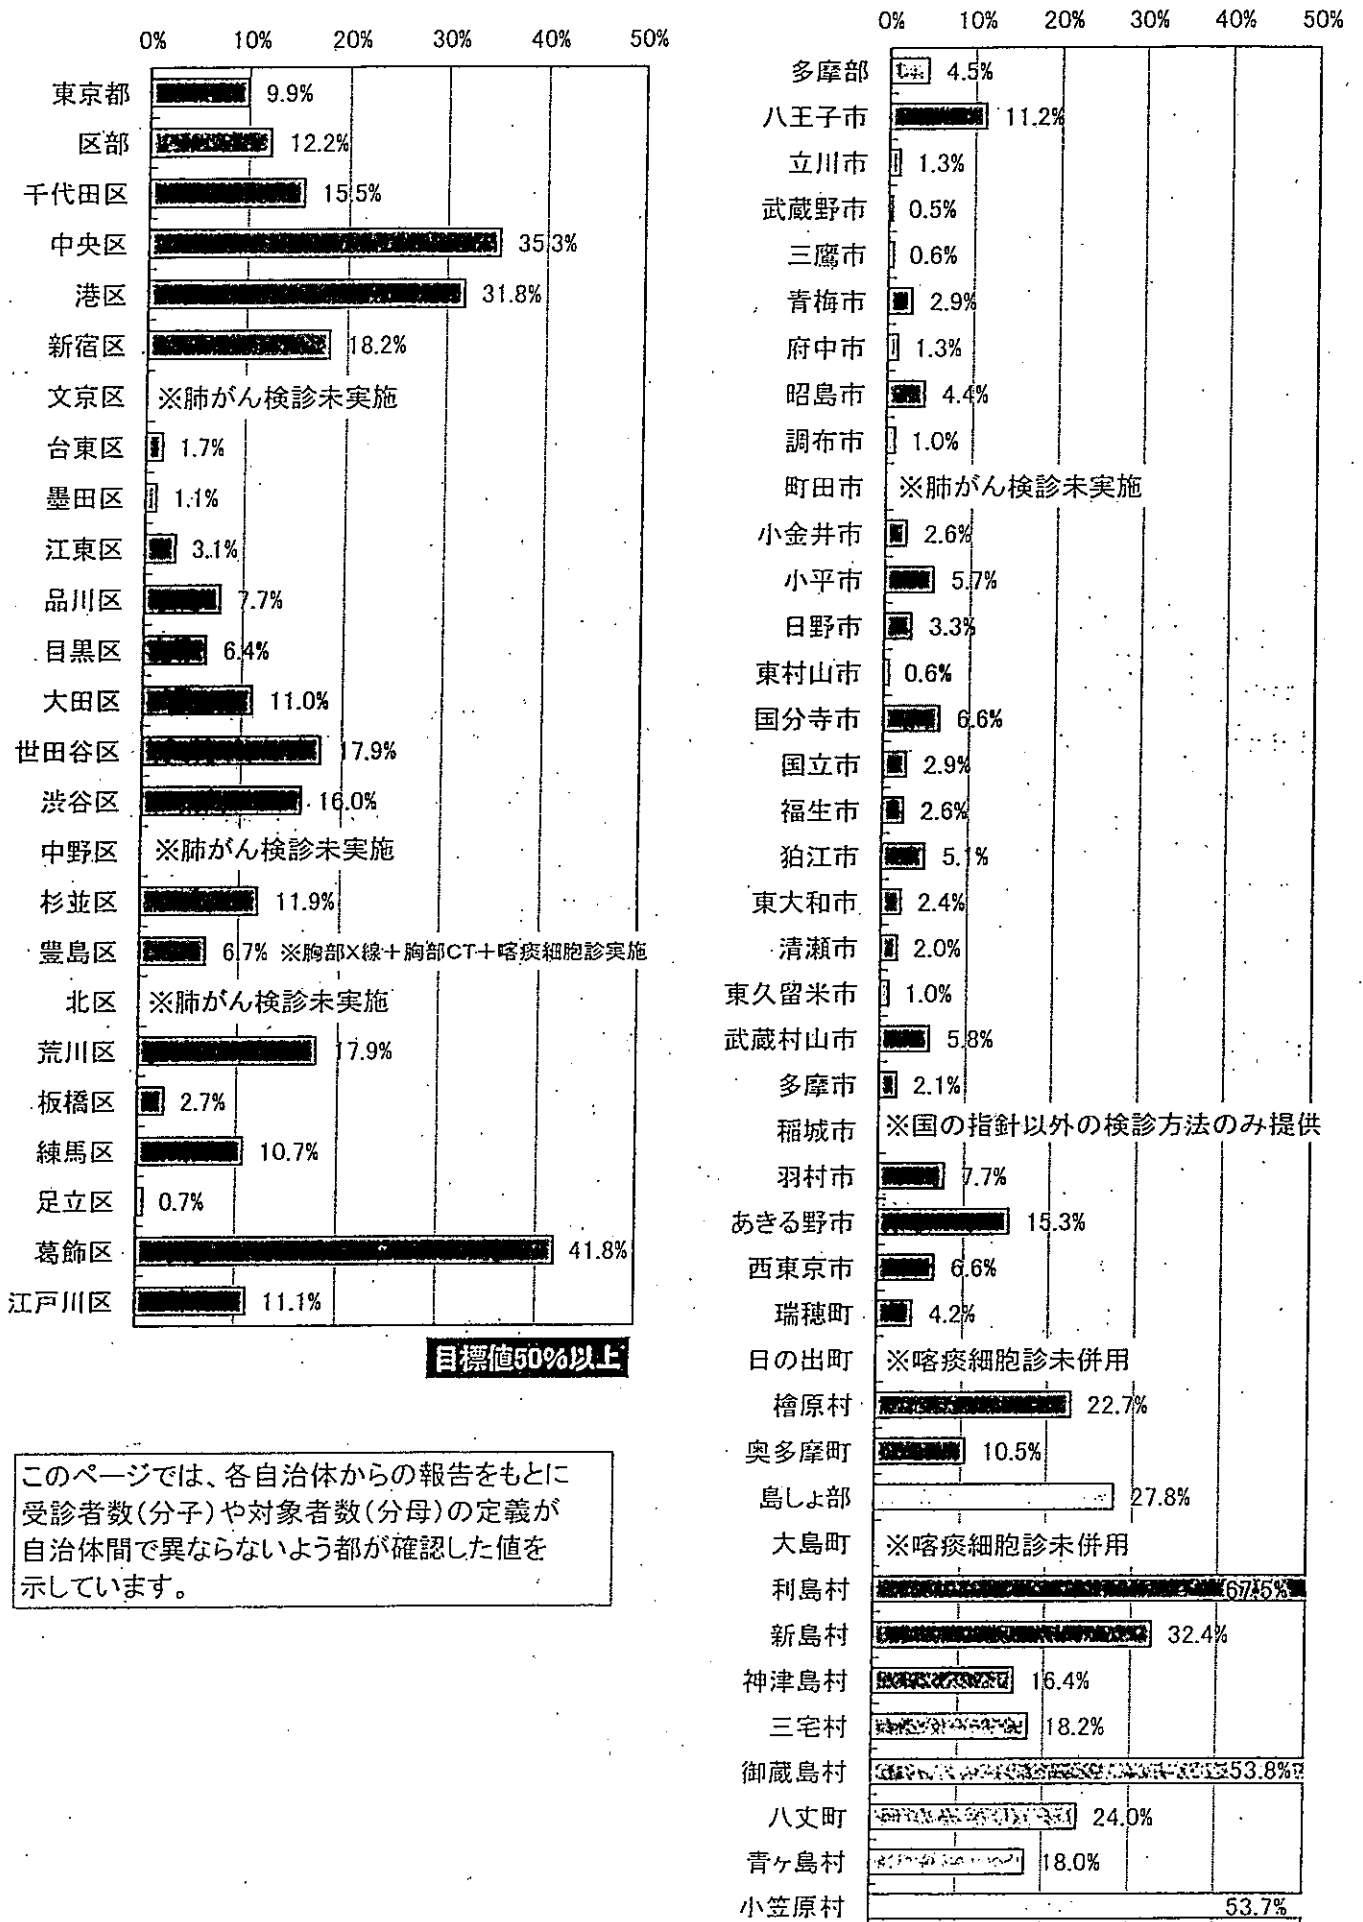 0% 10% 20% 30% 40% 50%
東京都 9.9%
区部 12.2%
千代田区 15.5%
中央区 35.3%
港区 31.8%
新宿区 18.2%
文京区 ※肺がん検診未実施
台東区 1.7%
墨田区 1.1%
江東区 3.1%
品川区 7.7%
目黒区 6.4%
大田区 11.0%
世田谷区 17.9%
渋谷区 16.0%
中野区 ※肺がん検診未実施
杉並区 11.9%
豊島区 6.7% ※胸部X線+胸部CT+喀痰細胞診実施
北区 ※肺がん検診未実施
荒川区 17.9%
板橋区 2.7%
練馬区 10.7%
足立区 0.7%
葛飾区 41.8%
江戸川区 11.1%
目標値50%以上
このページでは、各自治体からの報告をもとに
受診者数(分子)や対象者数(分母)の定義が
自治体間で異ならないよう都が確認した値を
示しています。
0% 10% 20% 30% 40% 50%
多摩部 4.5%
八王子市 11.2%
立川市 1.3%
武蔵野市 0.5%
三鷹市 0.6%
青梅市 2.9%
府中市 1.3%
昭島市 4.4%
調布市 1.0%
町田市 ※肺がん検診未実施
小金井市 2.6%
小平市 5.7%
日野市 3.3%
東村山市 0.6%
国分寺市 6.6%
国立市 2.9%
福生市 2.6%
狛江市 5.1%
東大和市 2.4%
清瀬市 2.0%
東久留米市 1.0%
武蔵村山市 5.8%
多摩市 2.1%
稲城市 ※国の指針以外の検診方法のみ提供
羽村市 7.7%
あきる野市 15.3%
西東京市 6.6%
瑞穂町 4.2%
日の出町 ※喀痰細胞診未併用
檜原村 22.7%
奥多摩町 10.5%
島しょ部 27.8%
大島町 ※喀痰細胞診未併用
利島村 67.5%
新島村 32.4%
神津島村 16.4%
三宅村 18.2%
御蔵島村 53.8%
八丈町 24.0%
青ヶ島村 18.0%
小笠原村 53.7%